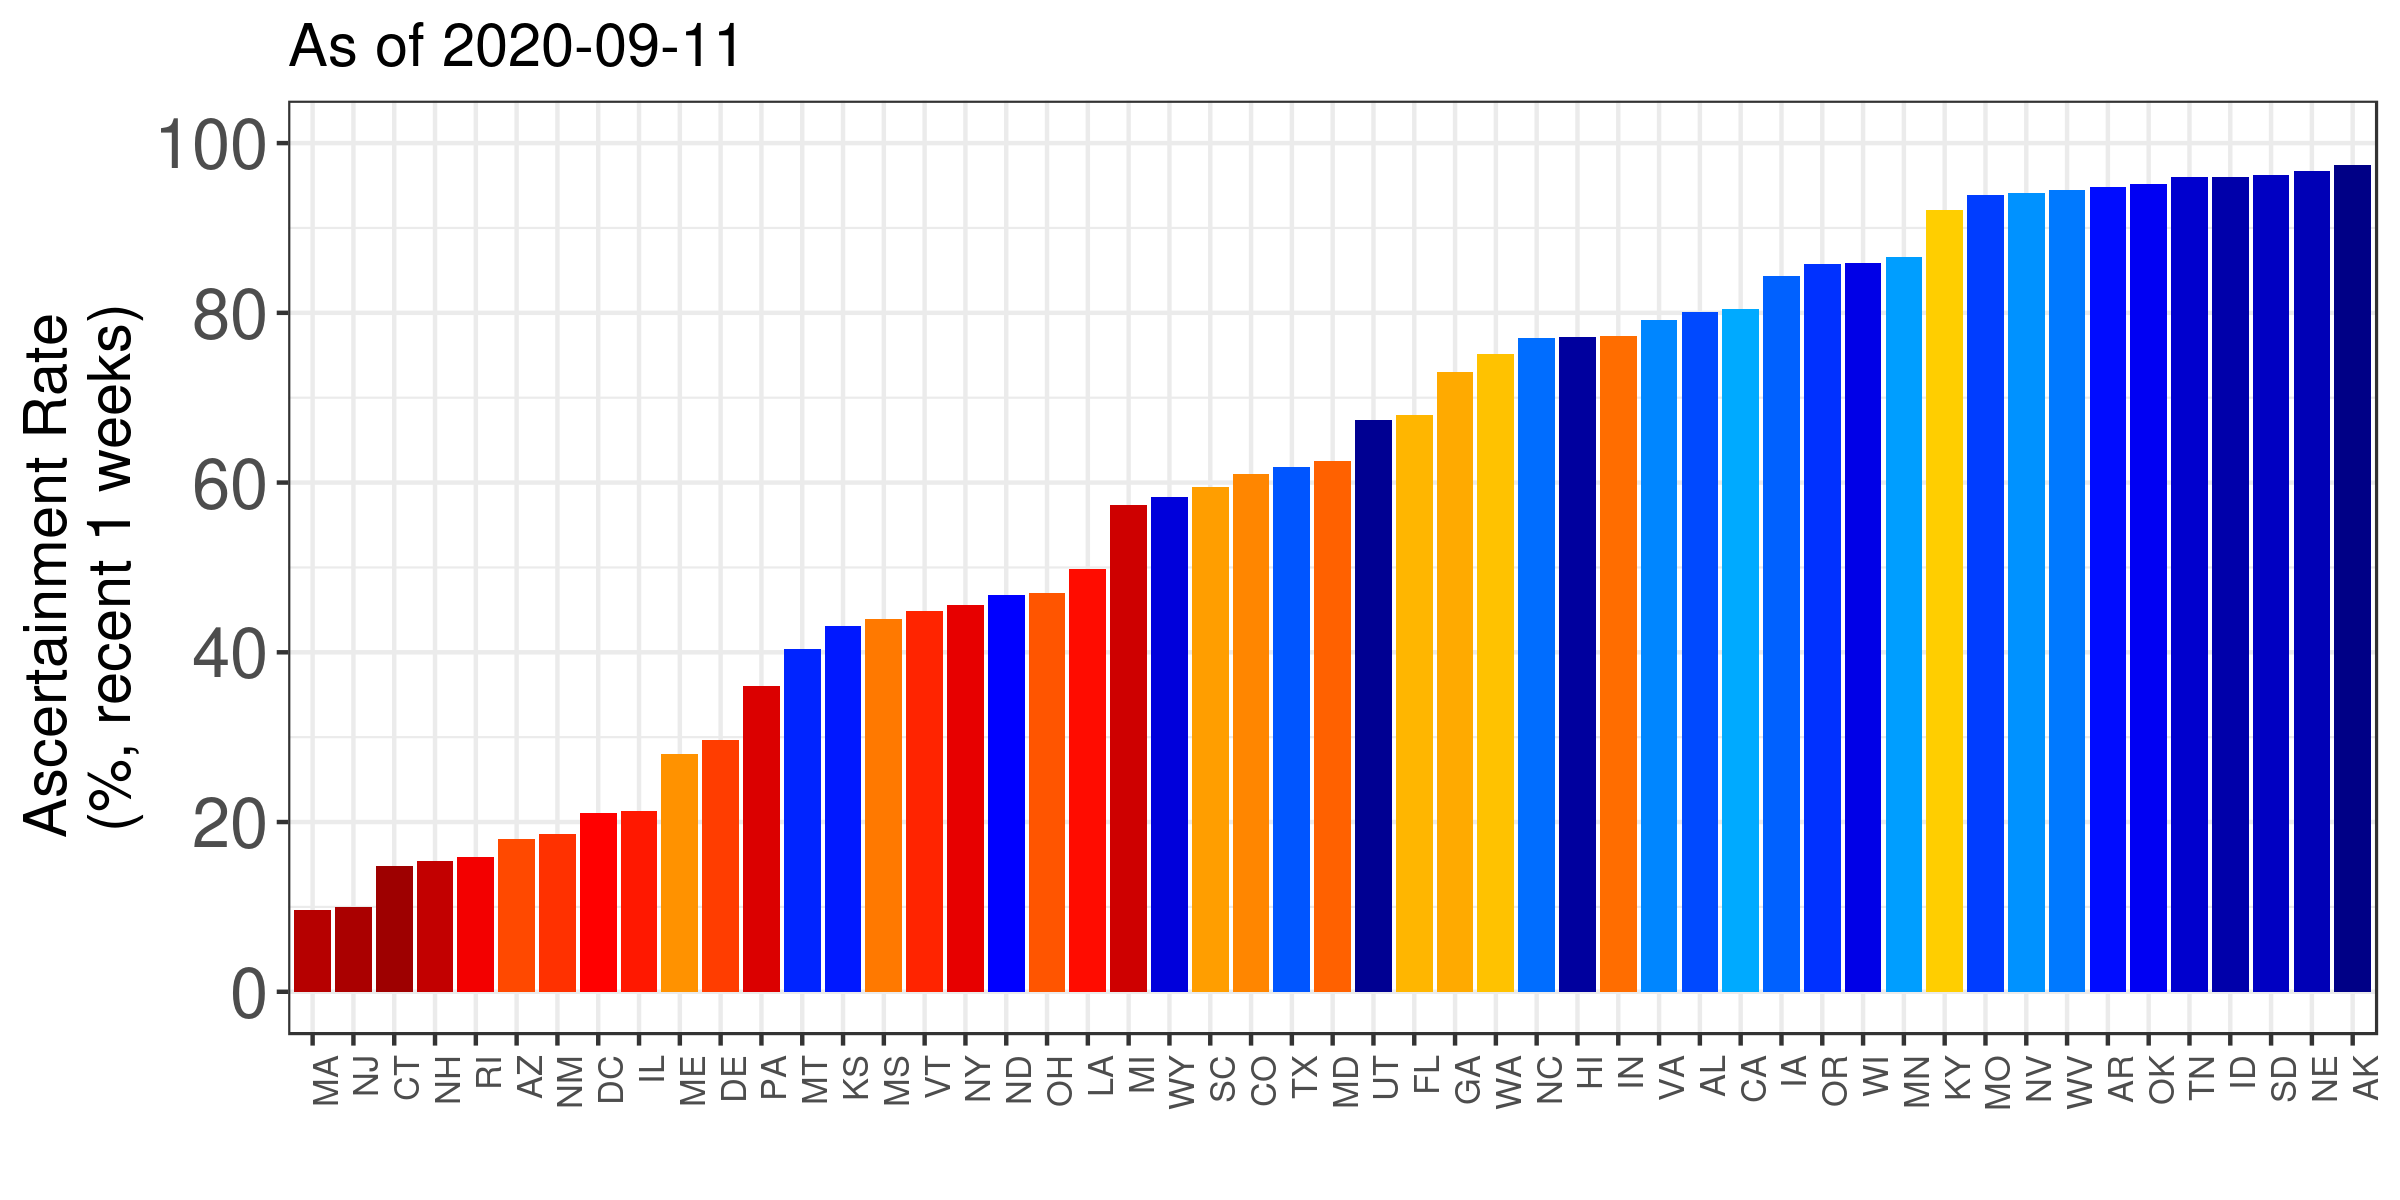 As of 2020-09-11
Ascertainment Rate
(%, recent 1 weeks)
100
80
60
40
20
0
MA NJ CT NH RI AZ NM DC IL ME DE PA MT KS MS VT NY ND OH LA MI WY SC CO TX MD UT FL GA WA NC HI IN VA AL CA IA OR WI MN KY MO NV WV AR OK TN ID SD NE AK